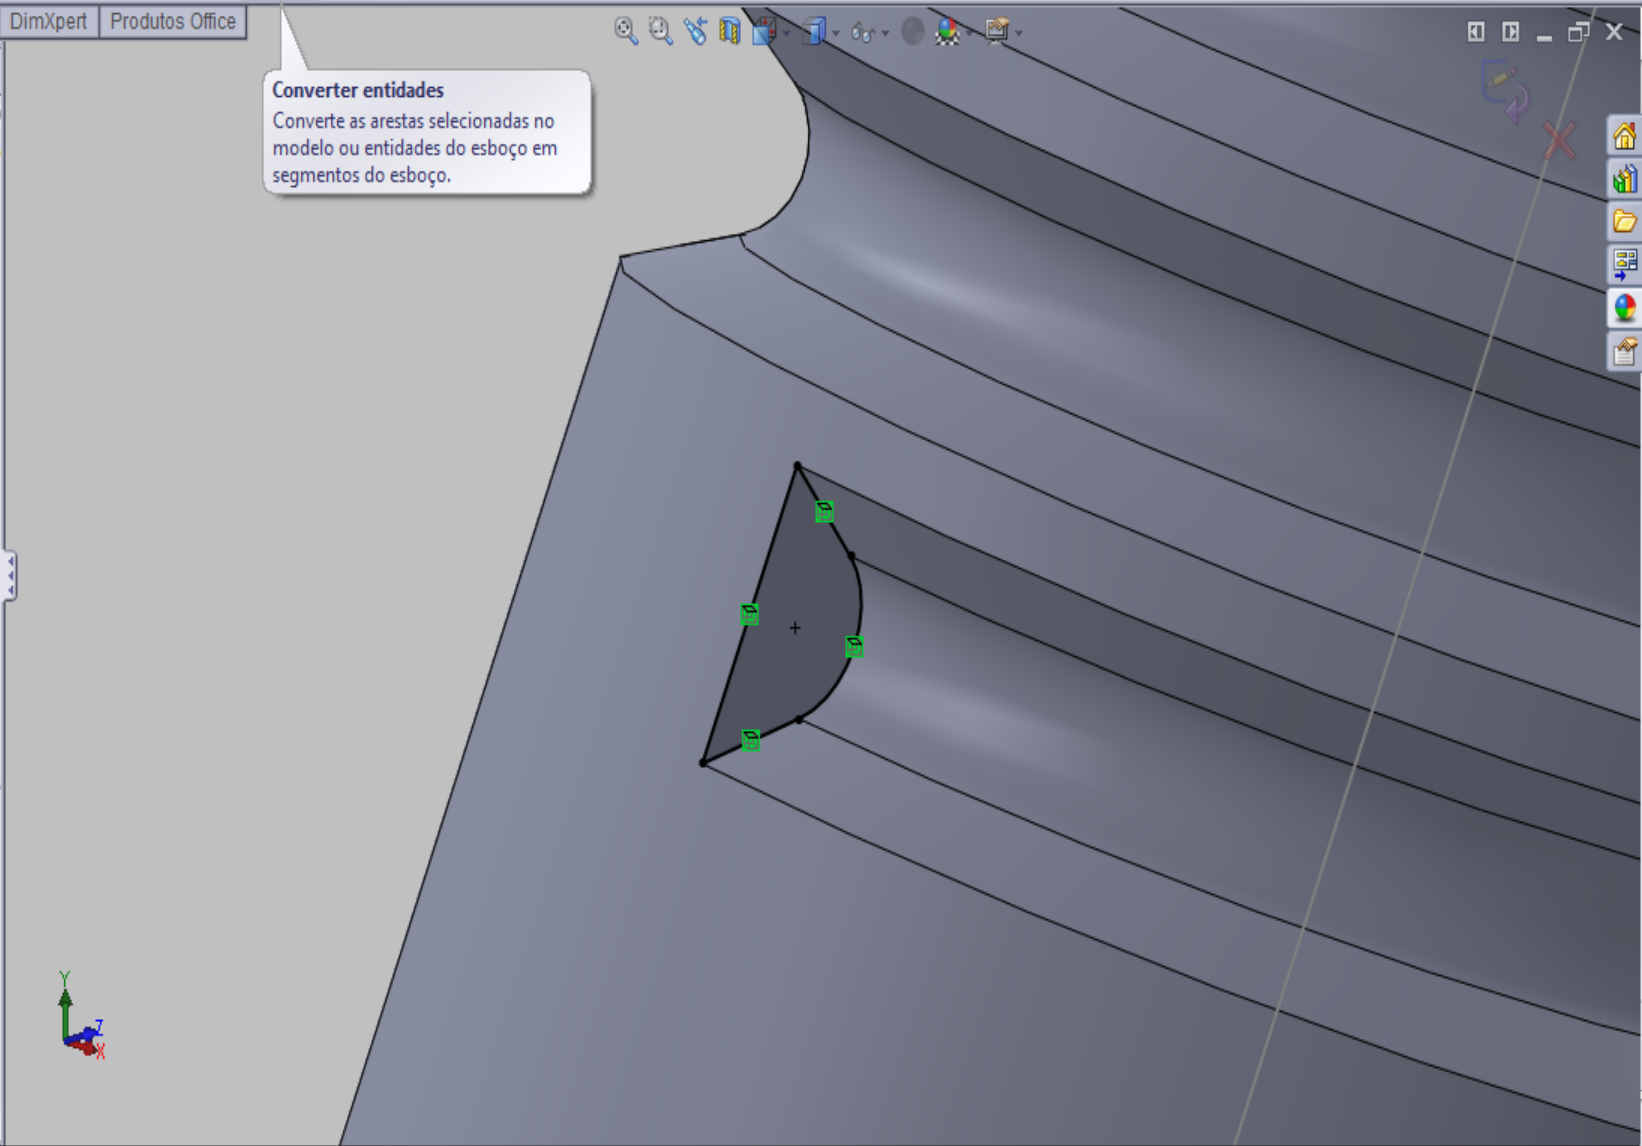 DimXpert
Produtos Office
Converter entidades
Converte as arestas selecionadas no
modelo ou entidades do esboço em
segmentos do esboço.
Y
Z
X